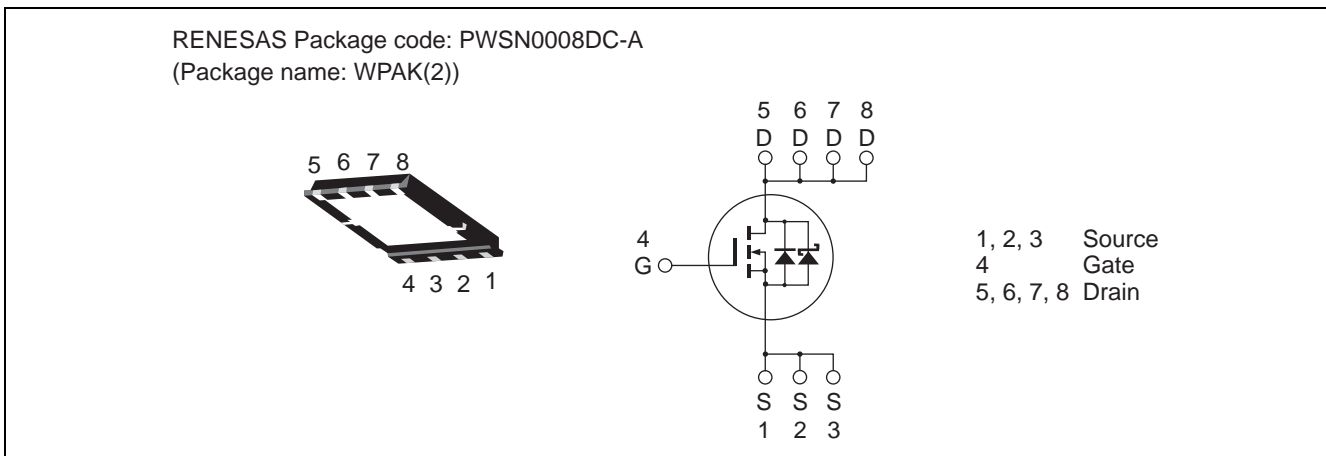 RENESAS Package code: PWSN0008DC-A
(Package name: WPAK(2))
5 6 7 8
4 3 2 1
5 6 7 8
D D D D
4
G
S S S
1 2 3
1, 2, 3 Source
4 Gate
5, 6, 7, 8 Drain